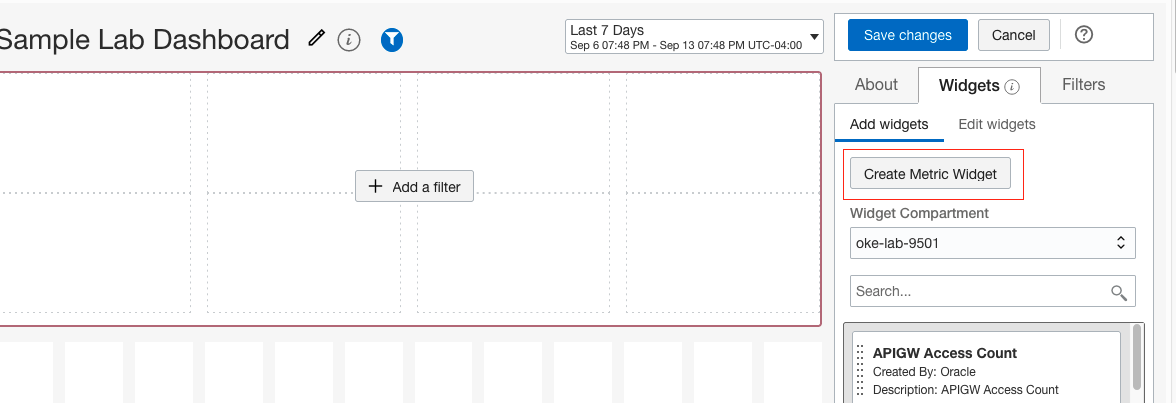 Sample Lab Dashboard
Last 7 Days
Sep 6 07:48 PM - Sep 13 07:48 PM UTC-04:00
Save changes
Cancel
About
Widgets
Filters
Add widgets
Edit widgets
Create Metric Widget
Add a filter
Widget Compartment
oke-lab-9501
Search...
APIGW Access Count
Created By: Oracle
Description: APIGW Access Count